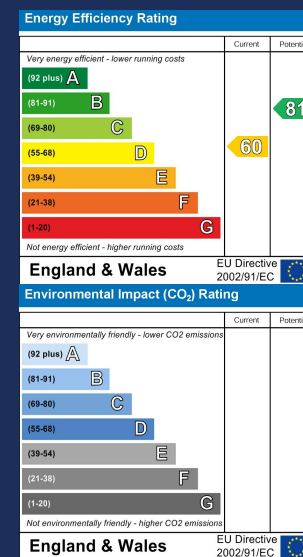 Energy Efficiency Rating
Current Potenti
Very energy efficient - lower running costs
(92 plus) A
(81-91) B
81
(69-80) C
(55-68) D
60
(39-54) E
(21-38) F
(1-20) G
Not energy efficient - higher running costs
England & Wales
EU Directive
2002/91/EC
Environmental Impact (CO₂) Rating
Current Potenti
Very environmentally friendly - lower CO2 emissions
(92 plus) A
(81-91) B
(69-80) C
(55-68) D
(39-54) E
(21-38) F
(1-20) G
Not environmentally friendly - higher CO2 emissions
England & Wales
EU Directive
2002/91/EC